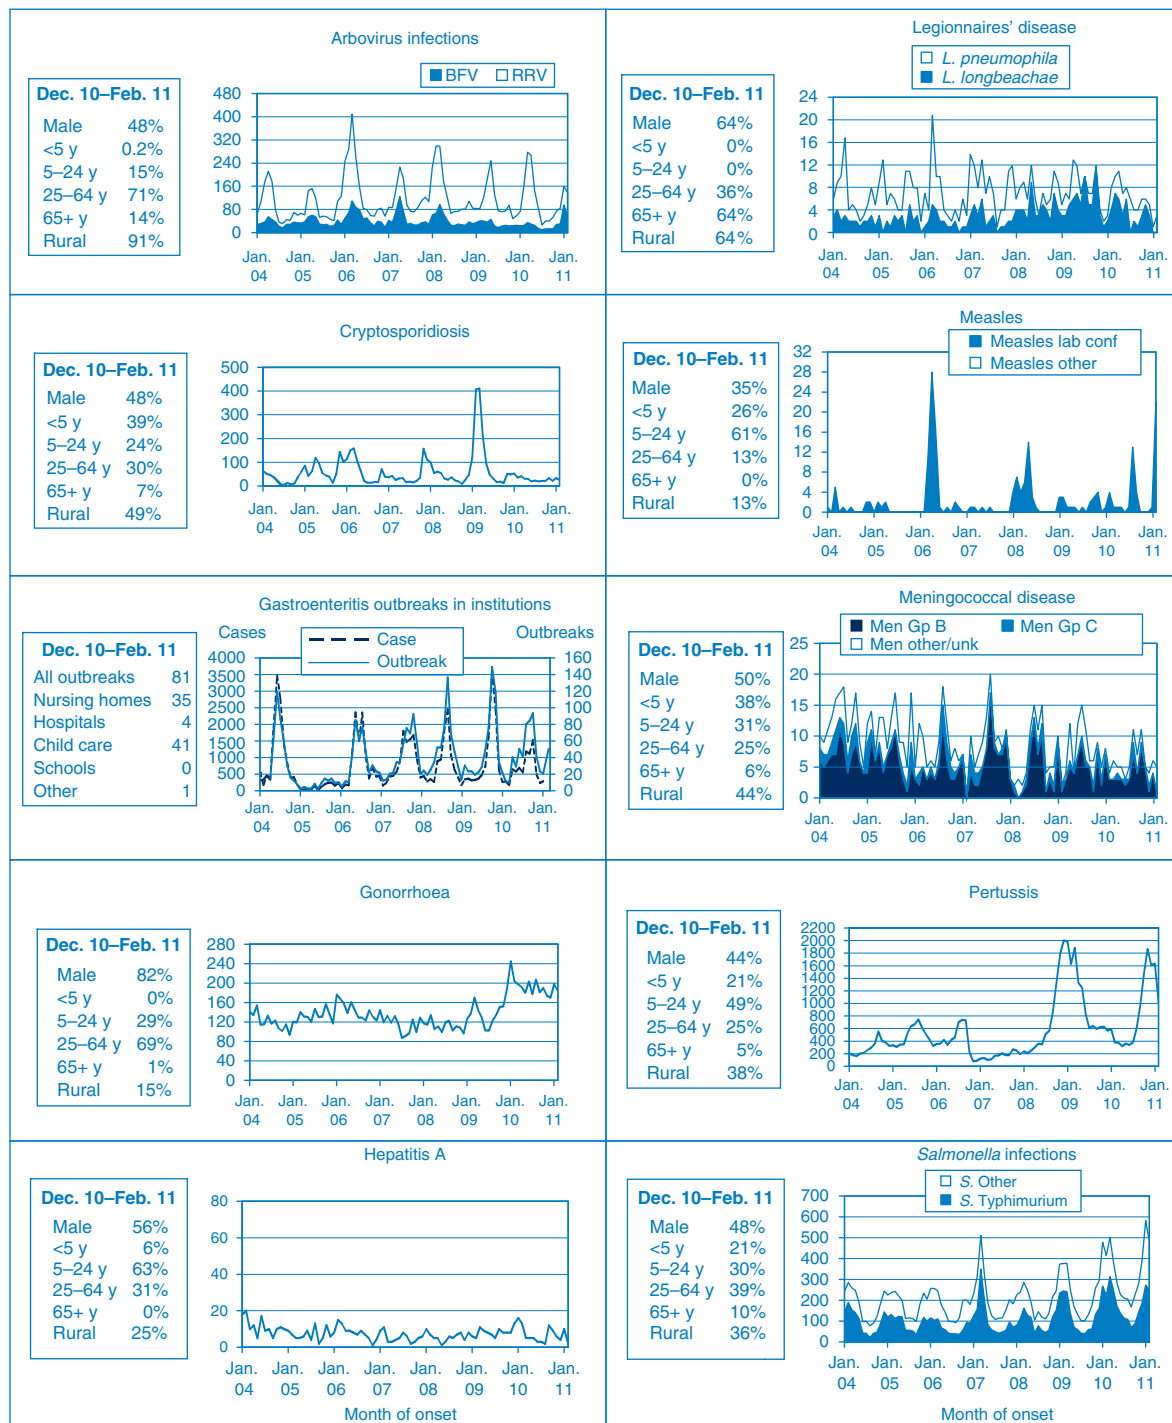 Arbovirus infections
BFV RRV
Dec. 10–Feb. 11
Male 48%
<5 y 0.2%
5–24 y 15%
25–64 y 71%
65+ y 14%
Rural 91%
480
400
320
240
160
80
0
Jan. Jan. Jan. Jan. Jan. Jan. Jan. Jan.
04 05 06 07 08 09 10 11
Legionnaires’ disease
L. pneumophila
L. longbeachae
Dec. 10–Feb. 11
Male 64%
<5 y 0%
5–24 y 0%
25–64 y 36%
65+ y 64%
Rural 64%
24
20
16
12
8
4
0
Jan. Jan. Jan. Jan. Jan. Jan. Jan. Jan.
04 05 06 07 08 09 10 11
Cryptosporidiosis
Dec. 10–Feb. 11
Male 48%
<5 y 39%
5–24 y 24%
25–64 y 30%
65+ y 7%
Rural 49%
500
400
300
200
100
0
Jan. Jan. Jan. Jan. Jan. Jan. Jan. Jan.
04 05 06 07 08 09 10 11
Measles
Measles lab conf
Measles other
Dec. 10–Feb. 11
Male 35%
<5 y 26%
5–24 y 61%
25–64 y 13%
65+ y 0%
Rural 13%
32
28
24
20
16
12
8
4
0
Jan. Jan. Jan. Jan. Jan. Jan. Jan. Jan.
04 05 06 07 08 09 10 11
Gastroenteritis outbreaks in institutions
Cases Outbreaks
Case
Outbreak
Dec. 10–Feb. 11
All outbreaks 81
Nursing homes 35
Hospitals 4
Child care 41
Schools 0
Other 1
4000 160
3500 140
3000 120
2500 100
2000 80
1500 60
1000 40
500 20
0 0
Jan. Jan. Jan. Jan. Jan. Jan. Jan. Jan.
04 05 06 07 08 09 10 11
Meningococcal disease
Men Gp B Men Gp C
Men other/unk
Dec. 10–Feb. 11
Male 50%
<5 y 38%
5–24 y 31%
25–64 y 25%
65+ y 6%
Rural 44%
25
20
15
10
5
0
Jan. Jan. Jan. Jan. Jan. Jan. Jan. Jan.
04 05 06 07 08 09 10 11
Gonorrhoea
Dec. 10–Feb. 11
Male 82%
<5 y 0%
5–24 y 29%
25–64 y 69%
65+ y 1%
Rural 15%
280
240
200
160
120
80
40
0
Jan. Jan. Jan. Jan. Jan. Jan. Jan. Jan.
04 05 06 07 08 09 10 11
Pertussis
Dec. 10–Feb. 11
Male 44%
<5 y 21%
5–24 y 49%
25–64 y 25%
65+ y 5%
Rural 38%
2200
2000
1800
1600
1400
1200
1000
800
600
400
200
0
Jan. Jan. Jan. Jan. Jan. Jan. Jan. Jan.
04 05 06 07 08 09 10 11
Hepatitis A
Dec. 10–Feb. 11
Male 56%
<5 y 6%
5–24 y 63%
25–64 y 31%
65+ y 0%
Rural 25%
80
60
40
20
0
Jan. Jan. Jan. Jan. Jan. Jan. Jan. Jan.
04 05 06 07 08 09 10 11
Month of onset
Salmonella infections
S. Other
S. Typhimurium
Dec. 10–Feb. 11
Male 48%
<5 y 21%
5–24 y 30%
25–64 y 39%
65+ y 10%
Rural 36%
700
600
500
400
300
200
100
0
Jan. Jan. Jan. Jan. Jan. Jan. Jan. Jan.
04 05 06 07 08 09 10 11
Month of onset